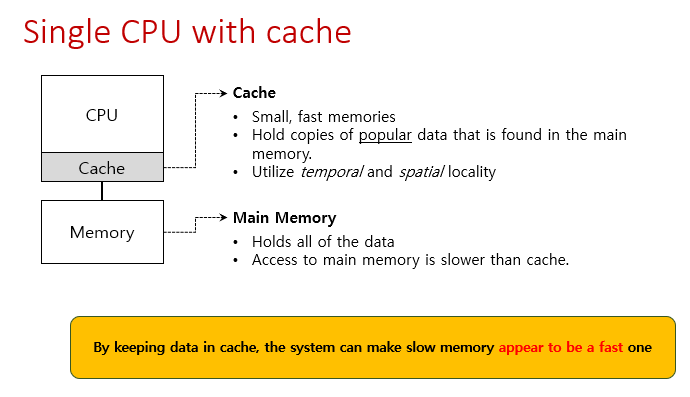 Single CPU with cache
CPU
Cache
Memory
Cache
• Small, fast memories
• Hold copies of popular data that is found in the main
memory.
• Utilize temporal and spatial locality
Main Memory
• Holds all of the data
• Access to main memory is slower than cache.
By keeping data in cache, the system can make slow memory appear to be a fast one